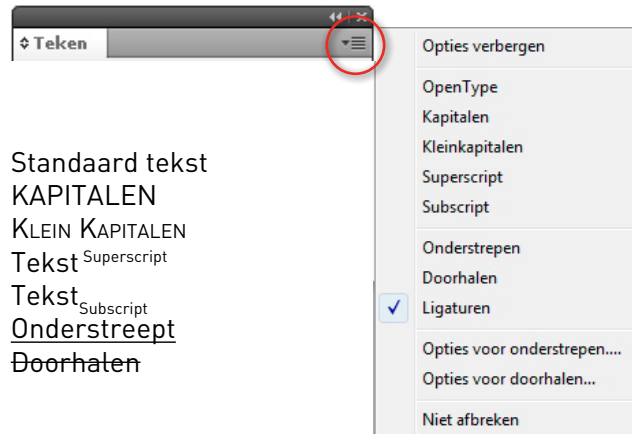 Teken
Standaard tekst
KAPITALEN
KLEIN KAPITALEN
Tekst Superscript
Tekst Subscript
Onderstreept
Doorhalen
Opties verbergen
OpenType
Kapitalen
Kleinkapitalen
Superscript
Subscript
Onderstrepen
Doorhalen
Ligaturen
Opties voor onderstrepen....
Opties voor doorhalen...
Niet afbreken